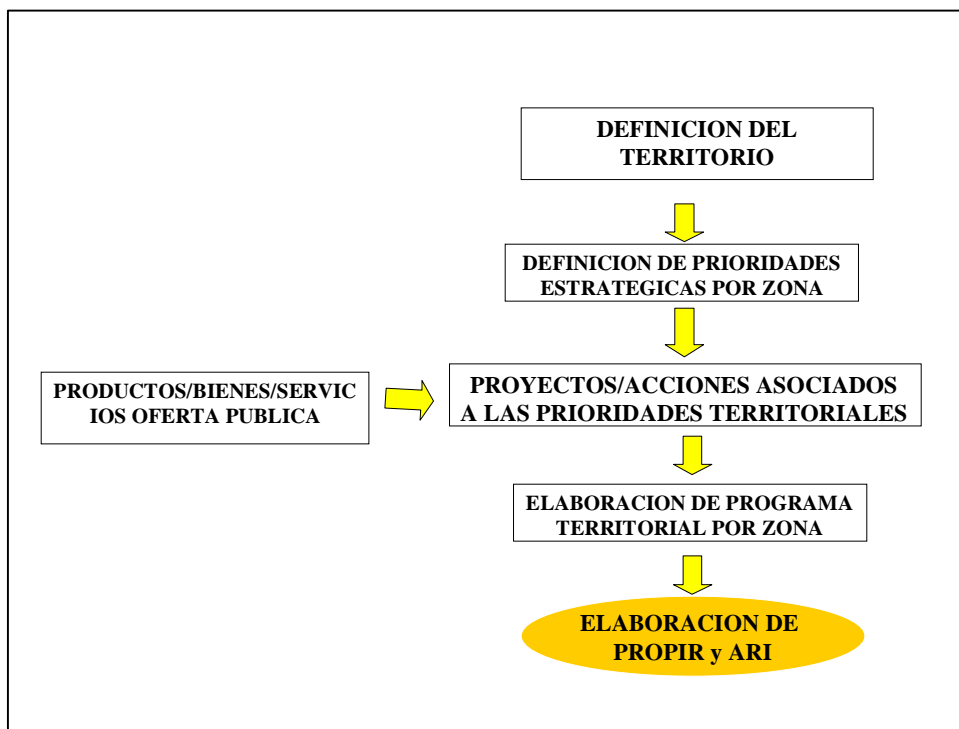 DEFINICION DEL
TERRITORIO
DEFINICION DE PRIORIDADES
ESTRATEGICAS POR ZONA
PRODUCTOS/BIENES/SERVIC
IOS OFERTA PUBLICA
PROYECTOS/ACCIONES ASOCIADOS
A LAS PRIORIDADES TERRITORIALES
ELABORACION DE PROGRAMA
TERRITORIAL POR ZONA
ELABORACION DE
PROPIR y ARI